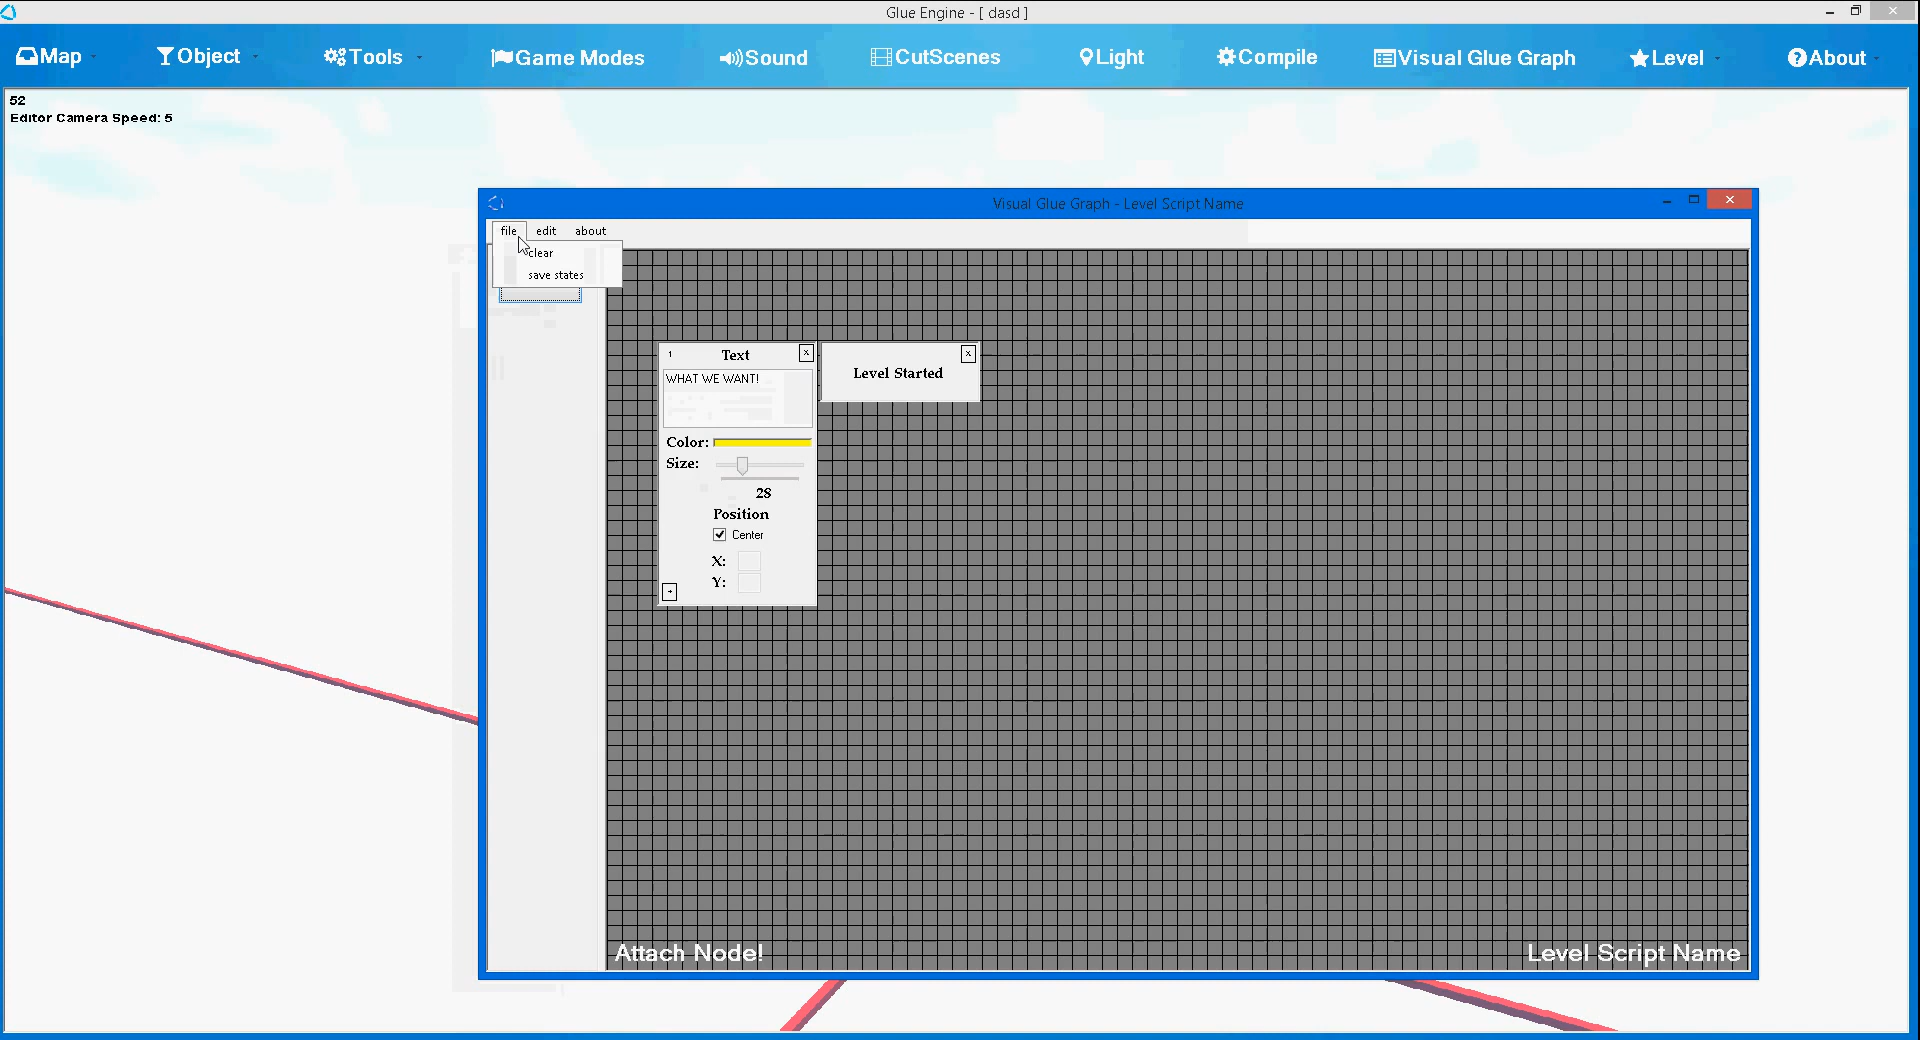 Glue Engine - [ dasd ]
Map
Object
Tools
Game Modes
Sound
CutScenes
Light
Compile
Visual Glue Graph
Level
About
52
Editor Camera Speed: 5
Visual Glue Graph - Level Script Name
file edit about
clear
save states
1 Text x
WHAT WE WANT!
Color:
Size:
28
Position
Center
X:
Y:
+
x
Level Started
Attach Node!
Level Script Name